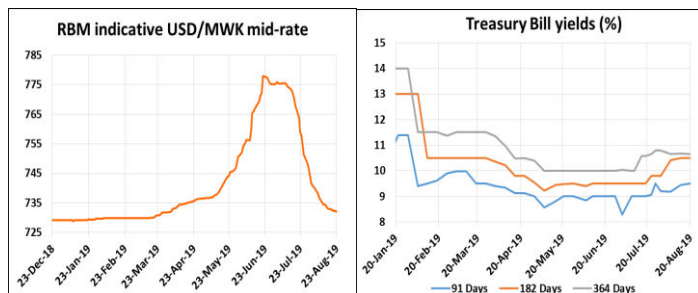 RBM indicative USD/MWK mid-rate
785
775
765
755
745
735
725
23-Dec-18
23-Jan-19
23-Feb-19
23-Mar-19
23-Apr-19
23-May-19
23-Jun-19
23-Jul-19
23-Aug-19
Treasury Bill yields (%)
15
14
13
12
11
10
9
8
20-Jan-19
20-Feb-19
20-Mar-19
20-Apr-19
20-May-19
20-Jun-19
20-Jul-19
20-Aug-19
91 Days
182 Days
364 Days